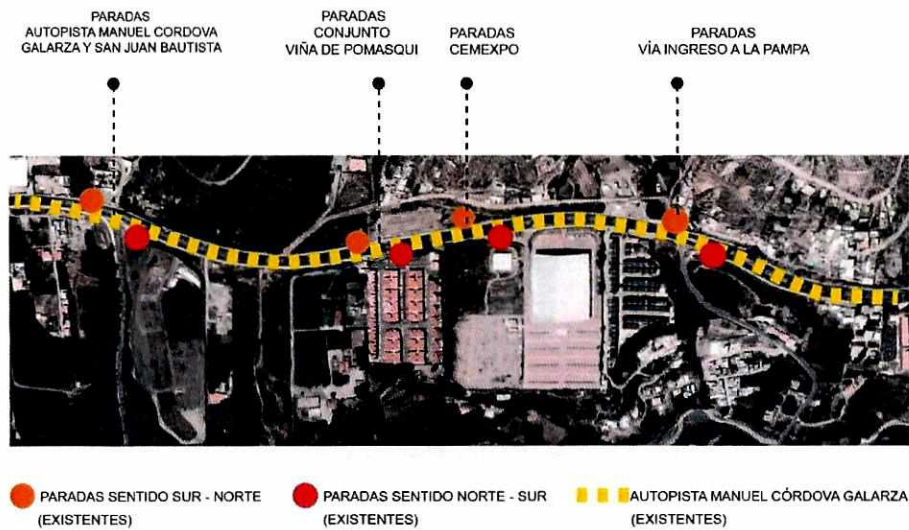 PARADAS
AUTOPISTA MANUEL CORDOVA
GALARZA Y SAN JUAN BAUTISTA
PARADAS
CONJUNTO
VIÑA DE POMASQUI
PARADAS
CEMEXPO
PARADAS
VÍA INGRESO A LA PAMPA
PARADAS SENTIDO SUR - NORTE
(EXISTENTES)
PARADAS SENTIDO NORTE - SUR
(EXISTENTES)
AUTOPISTA MANUEL CÓRDOVA GALARZA
(EXISTENTES)